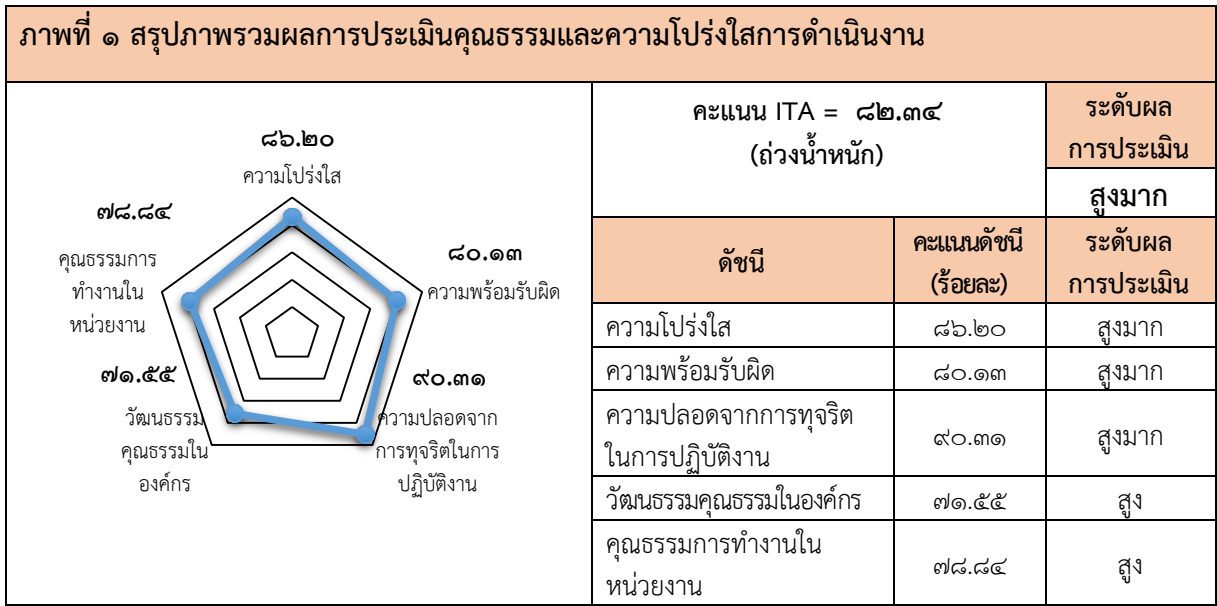 ภาพที่ ๑ สรุปภาพรวมผลการประเมินคุณธรรมและความโปร่งใสการดำเนินงาน
๘๖.๒๐
ความโปร่งใส
๘๐.๑๓
ความพร้อมรับผิด
๙๐.๓๑
ความปลอดจาก
การทุจริตในการ
ปฏิบัติงาน
๗๑.๕๕
วัฒนธรรม
คุณธรรมใน
องค์กร
๗๘.๘๔
คุณธรรมการ
ทำงานใน
หน่วยงาน
คะแนน ITA = ๘๒.๓๔
(ถ่วงน้ำหนัก)
ระดับผล
การประเมิน
สูงมาก
ดัชนี
คะแนนดัชนี
(ร้อยละ)
ระดับผล
การประเมิน
ความโปร่งใส ๘๖.๒๐ สูงมาก
ความพร้อมรับผิด ๘๐.๑๓ สูงมาก
ความปลอดจากการทุจริต
ในการปฏิบัติงาน
๙๐.๓๑ สูงมาก
วัฒนธรรมคุณธรรมในองค์กร ๗๑.๕๕ สูง
คุณธรรมการทำงานใน
หน่วยงาน
๗๘.๘๔ สูง